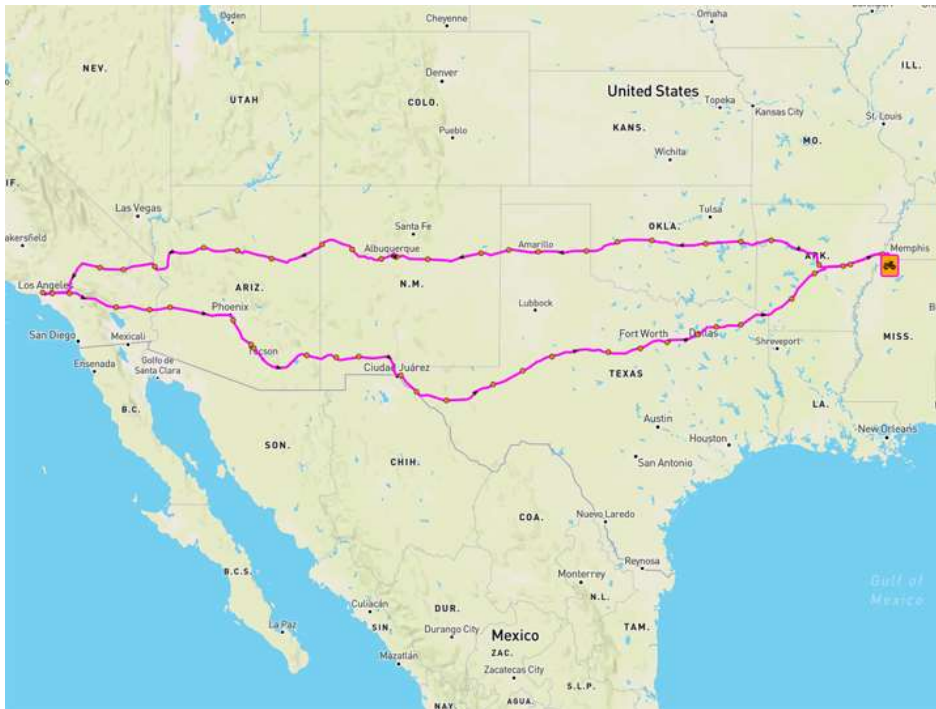 Ogden
Cheyenne
Omaha
NEV.
ILL.
Denver
United States
UTAH
COLO.
Topeka
Kansas City
St. Louis
Pueblo
KANS.
MO.
Wichita
IF.
Las Vegas
Tulsa
Santa Fe
OKLA.
akersfield
Albuquerque
Amarillo
Memphis
ARK.
Los Angeles
ARIZ.
N.M.
Phoenix
Lubbock
San Diego
Mexicali
Fort Worth
Dallas
MISS.
Tucson
Shreveport
Ensenada
Golfo de
Santa Clara
Ciudad Juárez
TEXAS
B.C.
LA.
Austin
New Orleans
SON.
Houston
CHIH.
San Antonio
COA.
Nuevo Laredo
B.C.S.
Reynosa
Monterrey
Gulf of
Mexico
N.L.
Culiacán
DUR.
La Paz
SIN.
Durango City
Mexico
TAM.
ZAC.
Mazatlán
Zacatecas City
S.L.P.
NAY.
AGUA.